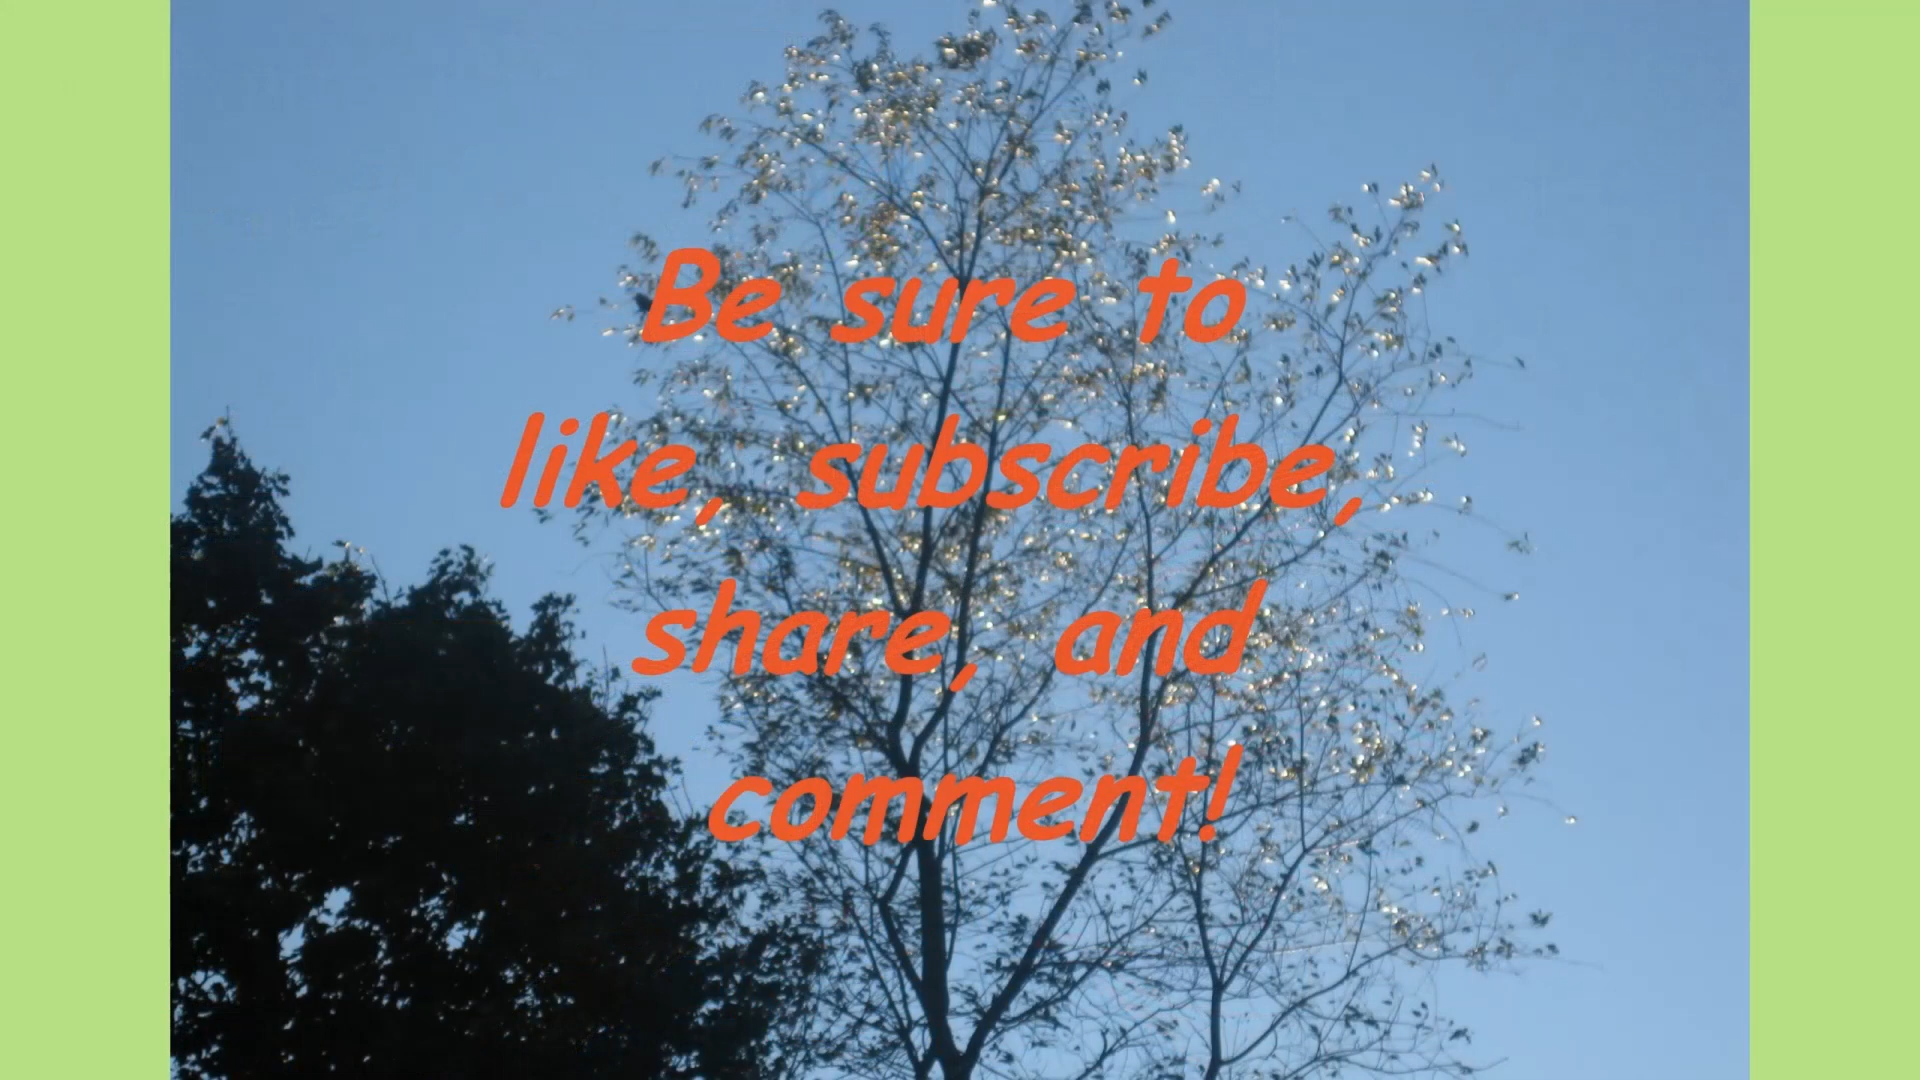 Be sure to
like, subscribe,
share, and
comment!